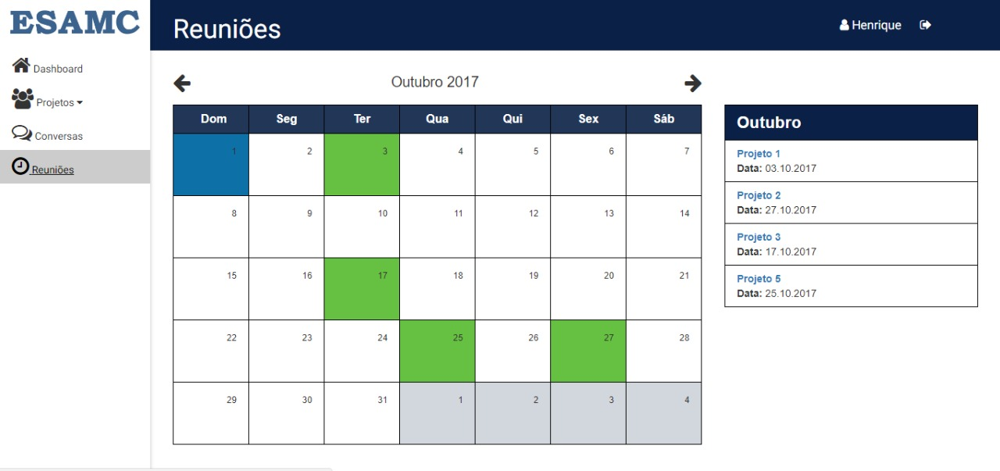 ESAMC
Reuniões
Henrique
Dashboard
Projetos
Conversas
Reuniões
Outubro 2017
Dom Seg Ter Qua Qui Sex Sáb
1 2 3 4 5 6 7
8 9 10 11 12 13 14
15 16 17 18 19 20 21
22 23 24 25 26 27 28
29 30 31 1 2 3 4
Outubro
Projeto 1
Data: 03.10.2017
Projeto 2
Data: 27.10.2017
Projeto 3
Data: 17.10.2017
Projeto 5
Data: 25.10.2017